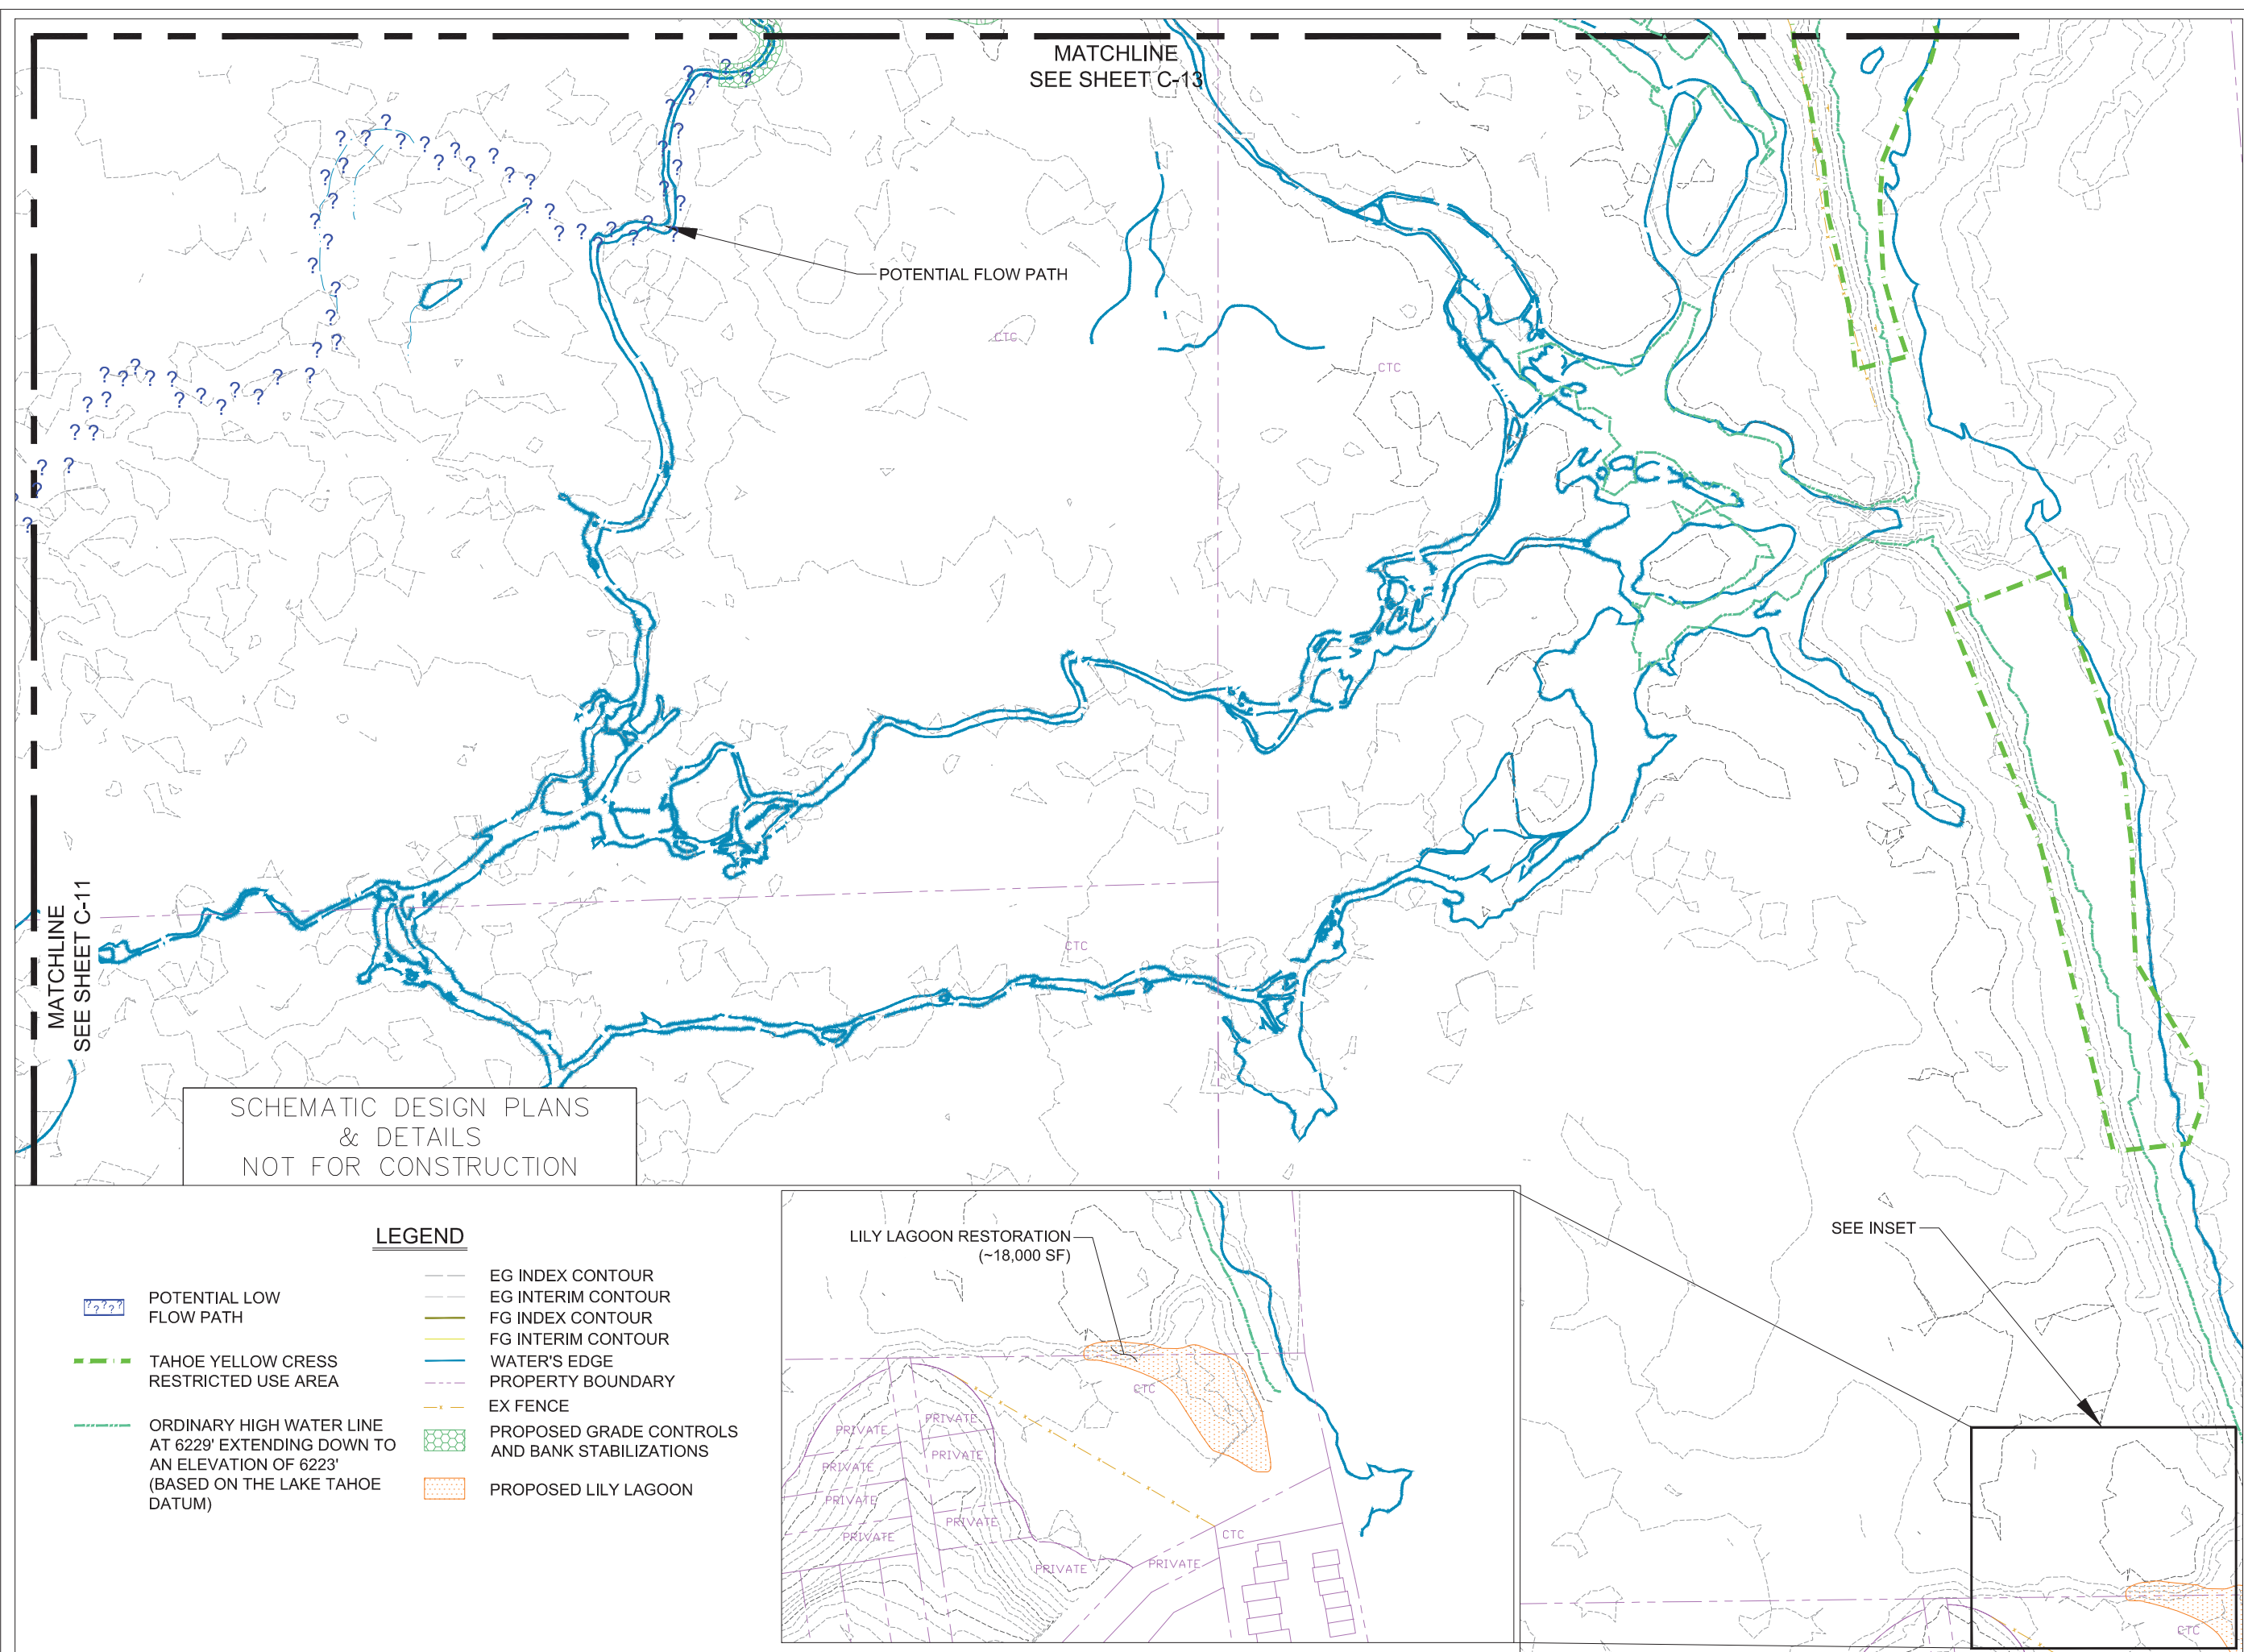 MATCHLINE
SEE SHEET C-13
POTENTIAL FLOW PATH
CTC
CTC
CTC
MATCHLINE
SEE SHEET C-11
SCHEMATIC DESIGN PLANS
& DETAILS
NOT FOR CONSTRUCTION
LEGEND
POTENTIAL LOW
FLOW PATH
TAHOE YELLOW CRESS
RESTRICTED USE AREA
ORDINARY HIGH WATER LINE
AT 6229' EXTENDING DOWN TO
AN ELEVATION OF 6223'
(BASED ON THE LAKE TAHOE
DATUM)
EG INDEX CONTOUR
EG INTERIM CONTOUR
FG INDEX CONTOUR
FG INTERIM CONTOUR
WATER'S EDGE
PROPERTY BOUNDARY
EX FENCE
PROPOSED GRADE CONTROLS
AND BANK STABILIZATIONS
PROPOSED LILY LAGOON
LILY LAGOON RESTORATION
(~18,000 SF)
CTC
PRIVATE
PRIVATE
PRIVATE
PRIVATE
PRIVATE
PRIVATE
PRIVATE
CTC
PRIVATE
PRIVATE
SEE INSET
CTC